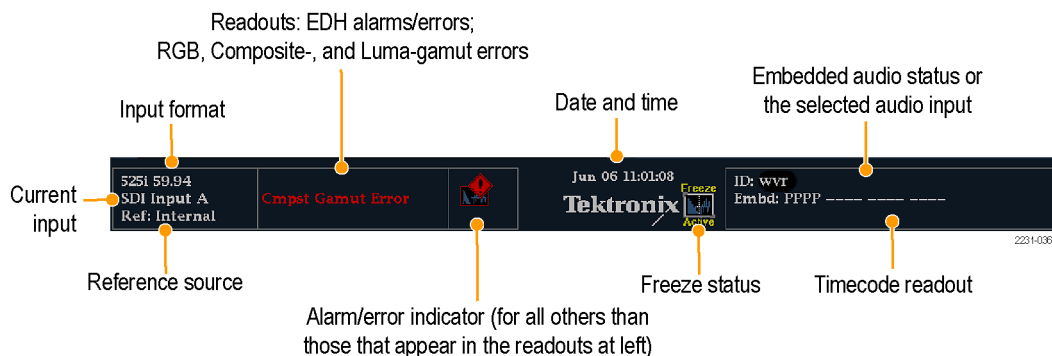 Readouts: EDH alarms/errors;
RGB, Composite-, and Luma-gamut errors
Embedded audio status or
the selected audio input
Input format
Date and time
Current
input
525i 59.94
SDI Input A
Ref: Internal
Cmpst Gamut Error
Jun 06 11:01:08
Tektronix
Freeze
Active
ID: wvr
Embd: PPPP ---- ---- ----
2231-036
Reference source
Freeze status
Timecode readout
Alarm/error indicator (for all others than
those that appear in the readouts at left)